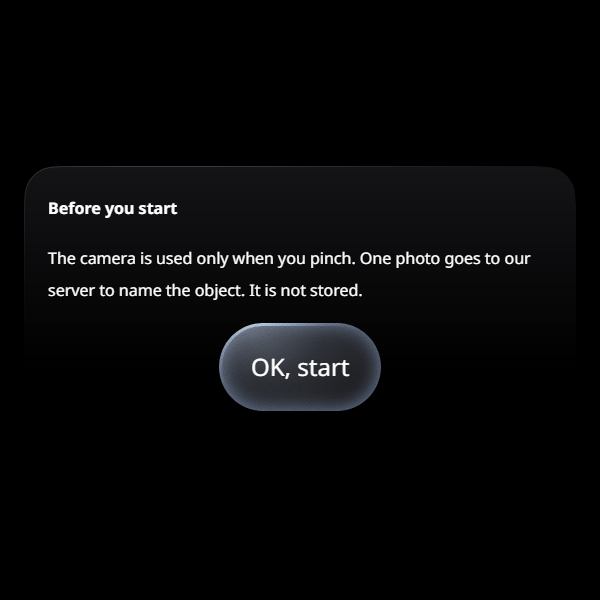 Before you start
The camera is used only when you pinch. One photo goes to our
server to name the object. It is not stored.
OK, start